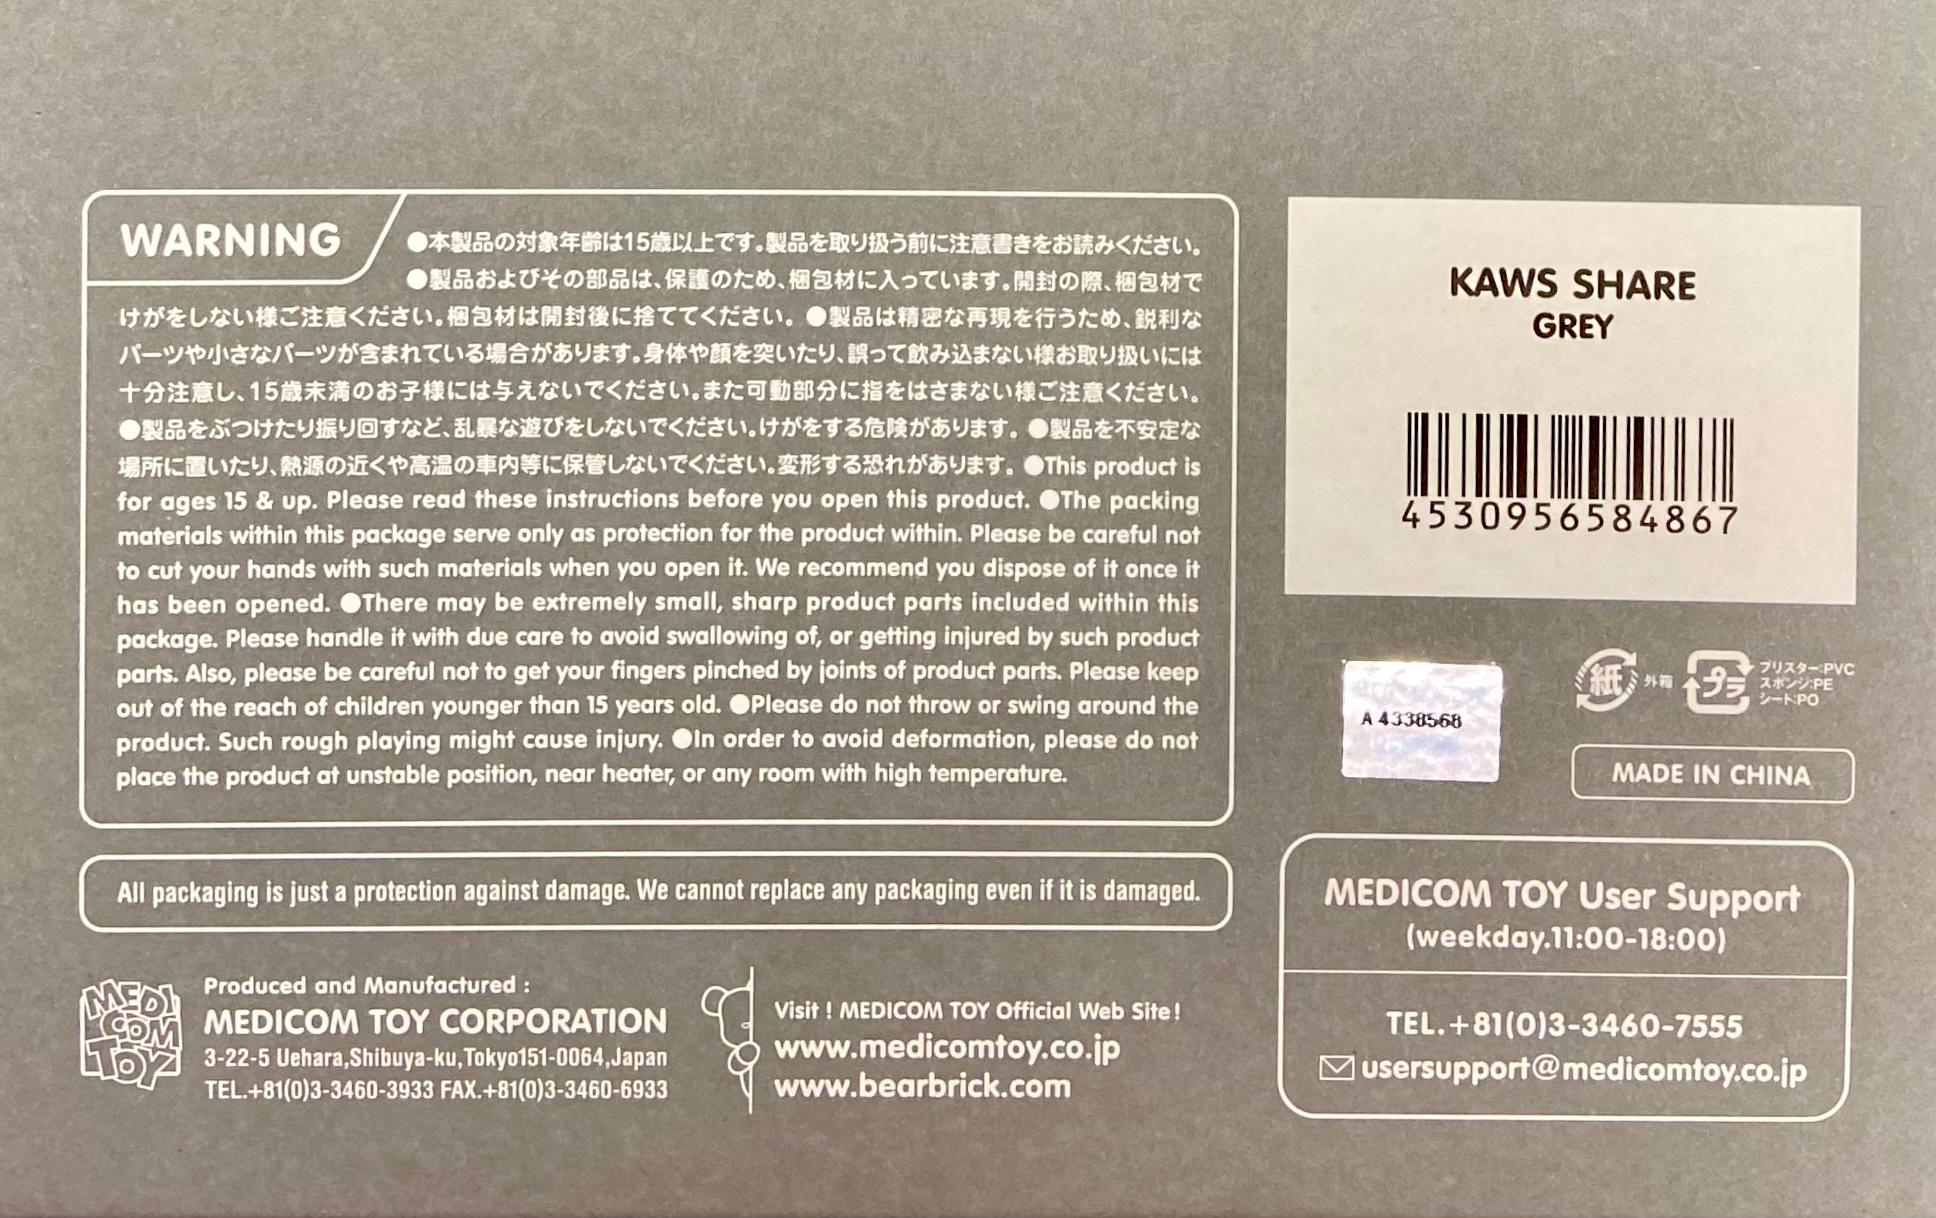 WARNING
●本製品の対象年齢は15歳以上です。製品を取り扱う前に注意書きをお読みください。
●製品およびその部品は、保護のため、梱包材に入っています。開封の際、梱包材で
けがをしない様ご注意ください。梱包材は開封後に捨ててください。 ●製品は精密な再現を行うため、鋭利な
パーツや小さなパーツが含まれている場合があります。身体や顔を突いたり、誤って飲み込まない様お取り扱いには
十分注意し、15歳未満のお子様には与えないでください。また可動部分に指をはさまない様ご注意ください。
●製品をぶつけたり振り回すなど、乱暴な遊びをしないでください。けがをする危険があります。 ●製品を不安定な
場所に置いたり、熱源の近くや高温の車内等に保管しないでください。変形する恐れがあります。 ●This product is
for ages 15 & up. Please read these instructions before you open this product. ●The packing
materials within this package serve only as protection for the product within. Please be careful not
to cut your hands with such materials when you open it. We recommend you dispose of it once it
has been opened. ●There may be extremely small, sharp product parts included within this
package. Please handle it with due care to avoid swallowing of, or getting injured by such product
parts. Also, please be careful not to get your fingers pinched by joints of product parts. Please keep
out of the reach of children younger than 15 years old. ●Please do not throw or swing around the
product. Such rough playing might cause injury. ●In order to avoid deformation, please do not
place the product at unstable position, near heater, or any room with high temperature.
All packaging is just a protection against damage. We cannot replace any packaging even if it is damaged.
MEDI
COM
TOY
Produced and Manufactured :
MEDICOM TOY CORPORATION
3-22-5 Uehara,Shibuya-ku,Tokyo151-0064,Japan
TEL.+81(0)3-3460-3933 FAX.+81(0)3-3460-6933
Visit ! MEDICOM TOY Official Web Site!
www.medicomtoy.co.jp
www.bearbrick.com
KAWS SHARE
GREY
4530956584867
A 4338568
紙 外箱
プラ
ブリスター:PVC
スポンジ:PE
シート:PO
MADE IN CHINA
MEDICOM TOY User Support
(weekday.11:00-18:00)
TEL.+81(0)3-3460-7555
usersupport@medicomtoy.co.jp